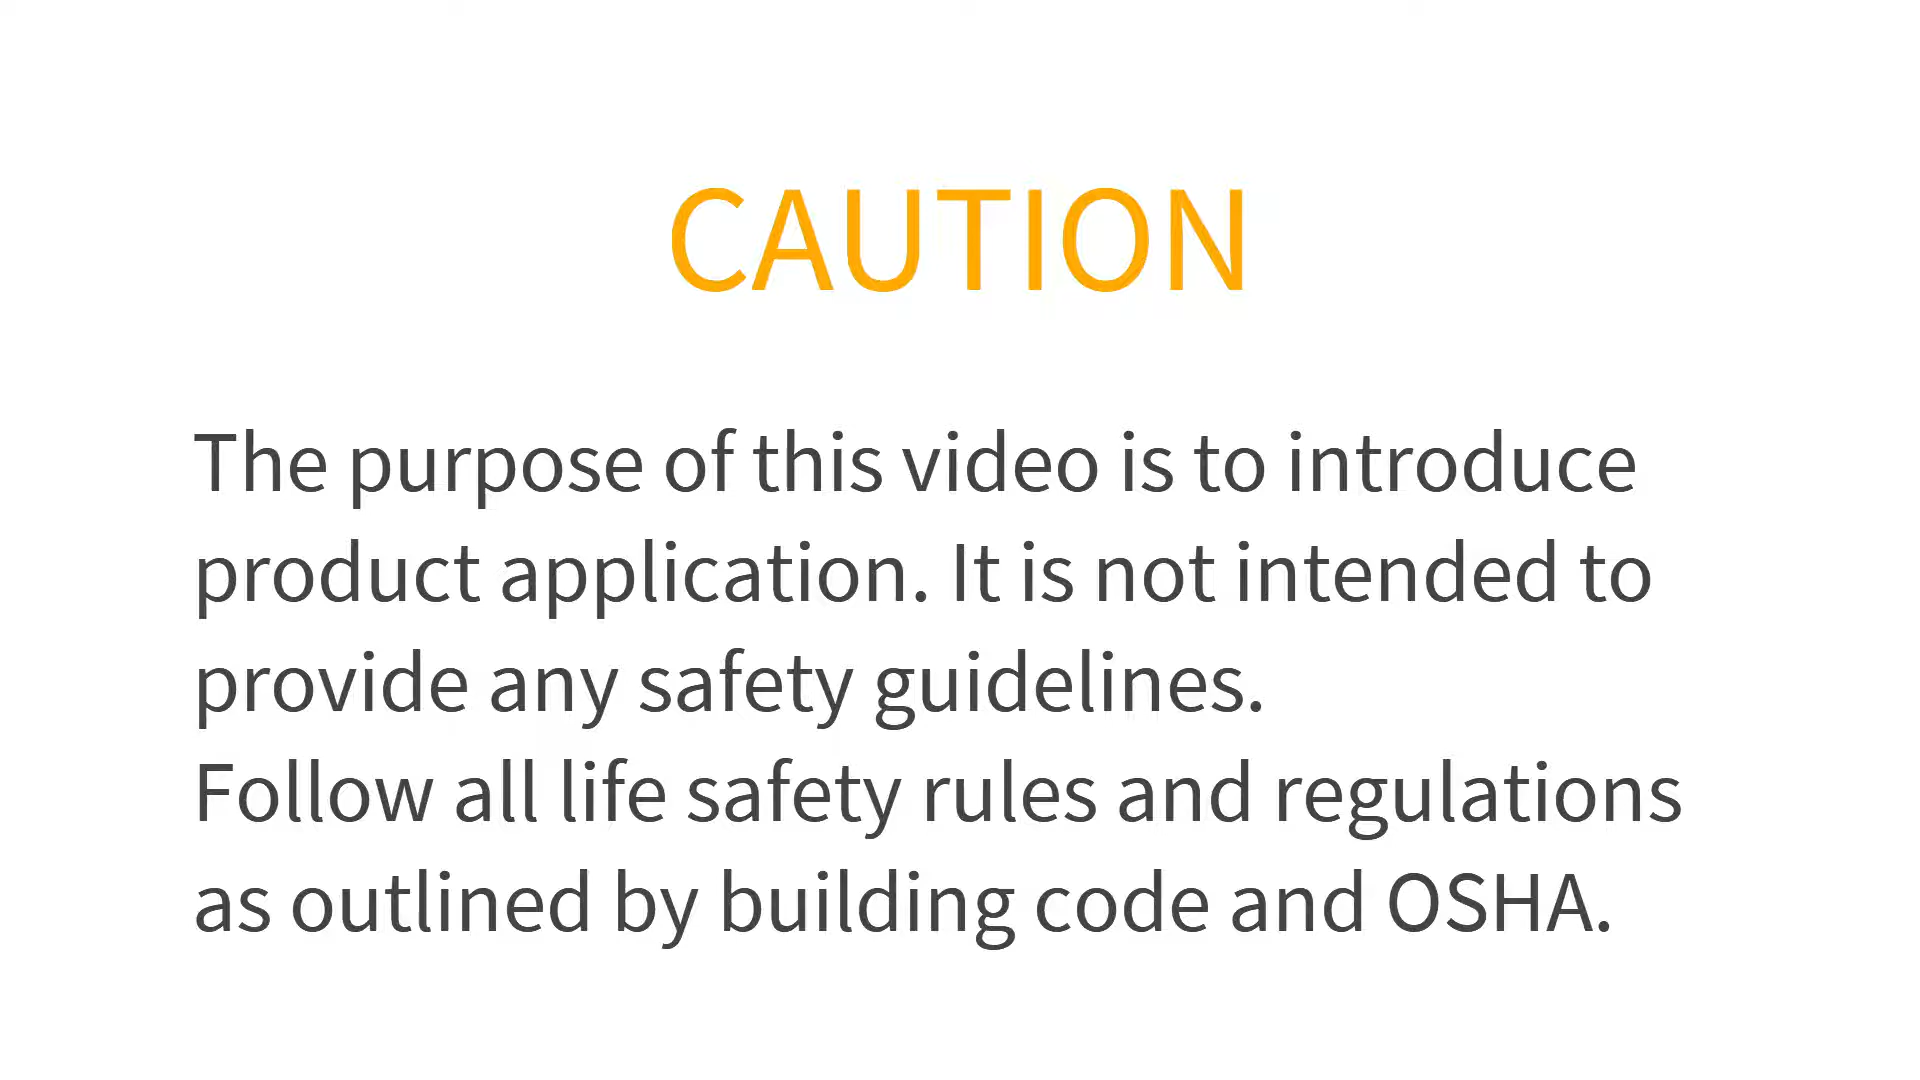 CAUTION
The purpose of this video is to introduce
product application. It is not intended to
provide any safety guidelines.
Follow all life safety rules and regulations
as outlined by building code and OSHA.